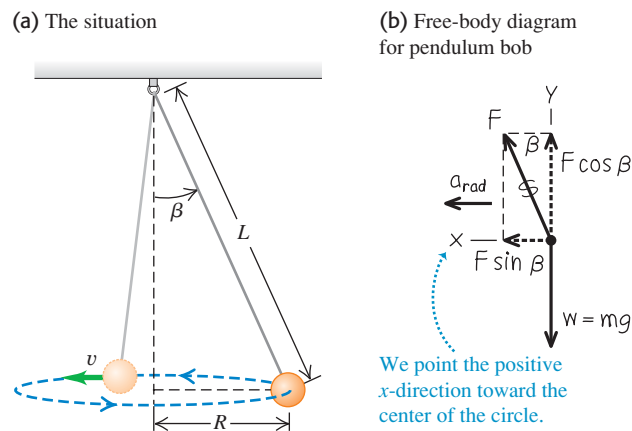 (a) The situation
β
L
v
R
(b) Free-body diagram
for pendulum bob
Y
F
β
F cos β
a rad
X
F sin β
w = mg
We point the positive
x-direction toward the
center of the circle.